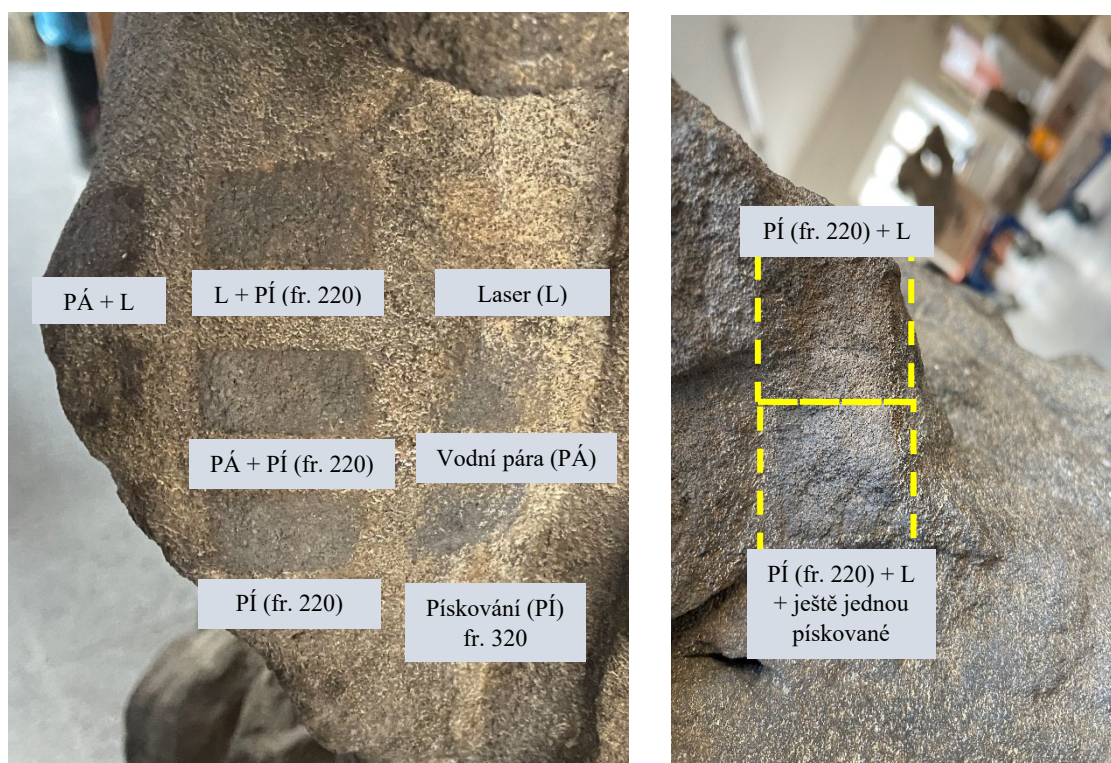 PÁ + L
L + PÍ (fr. 220)
Laser (L)
PÁ + PÍ (fr. 220)
Vodní pára (PÁ)
PÍ (fr. 220)
Pískování (PÍ)
fr. 320
PÍ (fr. 220) + L
PÍ (fr. 220) + L
+ ještě jednou
pískované